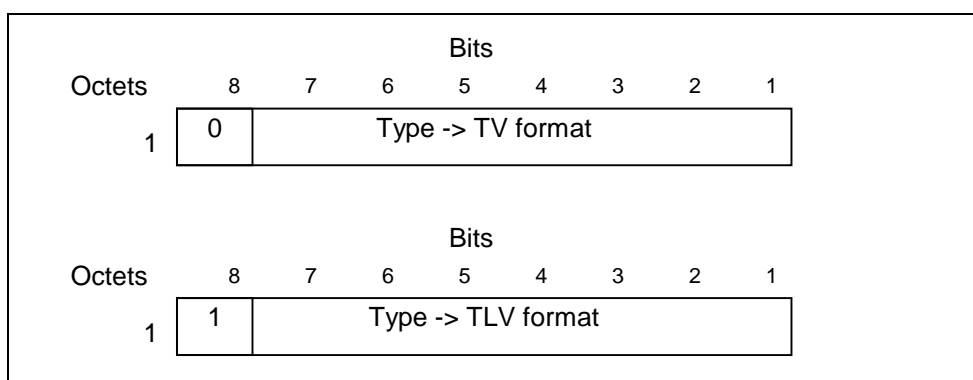 Bits
Octets 8 7 6 5 4 3 2 1
1 0 Type -> TV format
Bits
Octets 8 7 6 5 4 3 2 1
1 1 Type -> TLV format